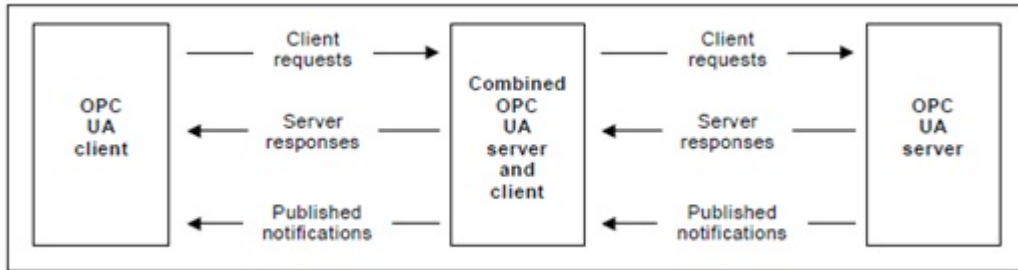 OPC
UA
client
Client
requests
Server
responses
Published
notifications
Combined
OPC
UA
server
and
client
Client
requests
Server
responses
Published
notifications
OPC
UA
server